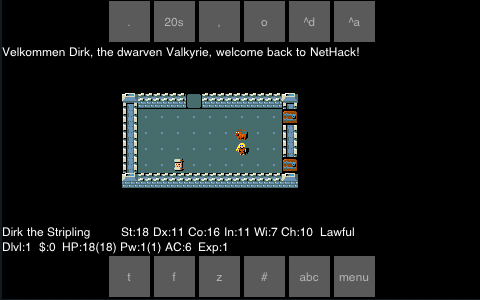 . 20s , o ^d ^a
Velkommen Dirk, the dwarven Valkyrie, welcome back to NetHack!
Dirk the Stripling St:18 Dx:11 Co:16 In:11 Wi:7 Ch:10 Lawful
Dlvl:1 $:0 HP:18(18) Pw:1(1) AC:6 Exp:1
t f z # abc menu